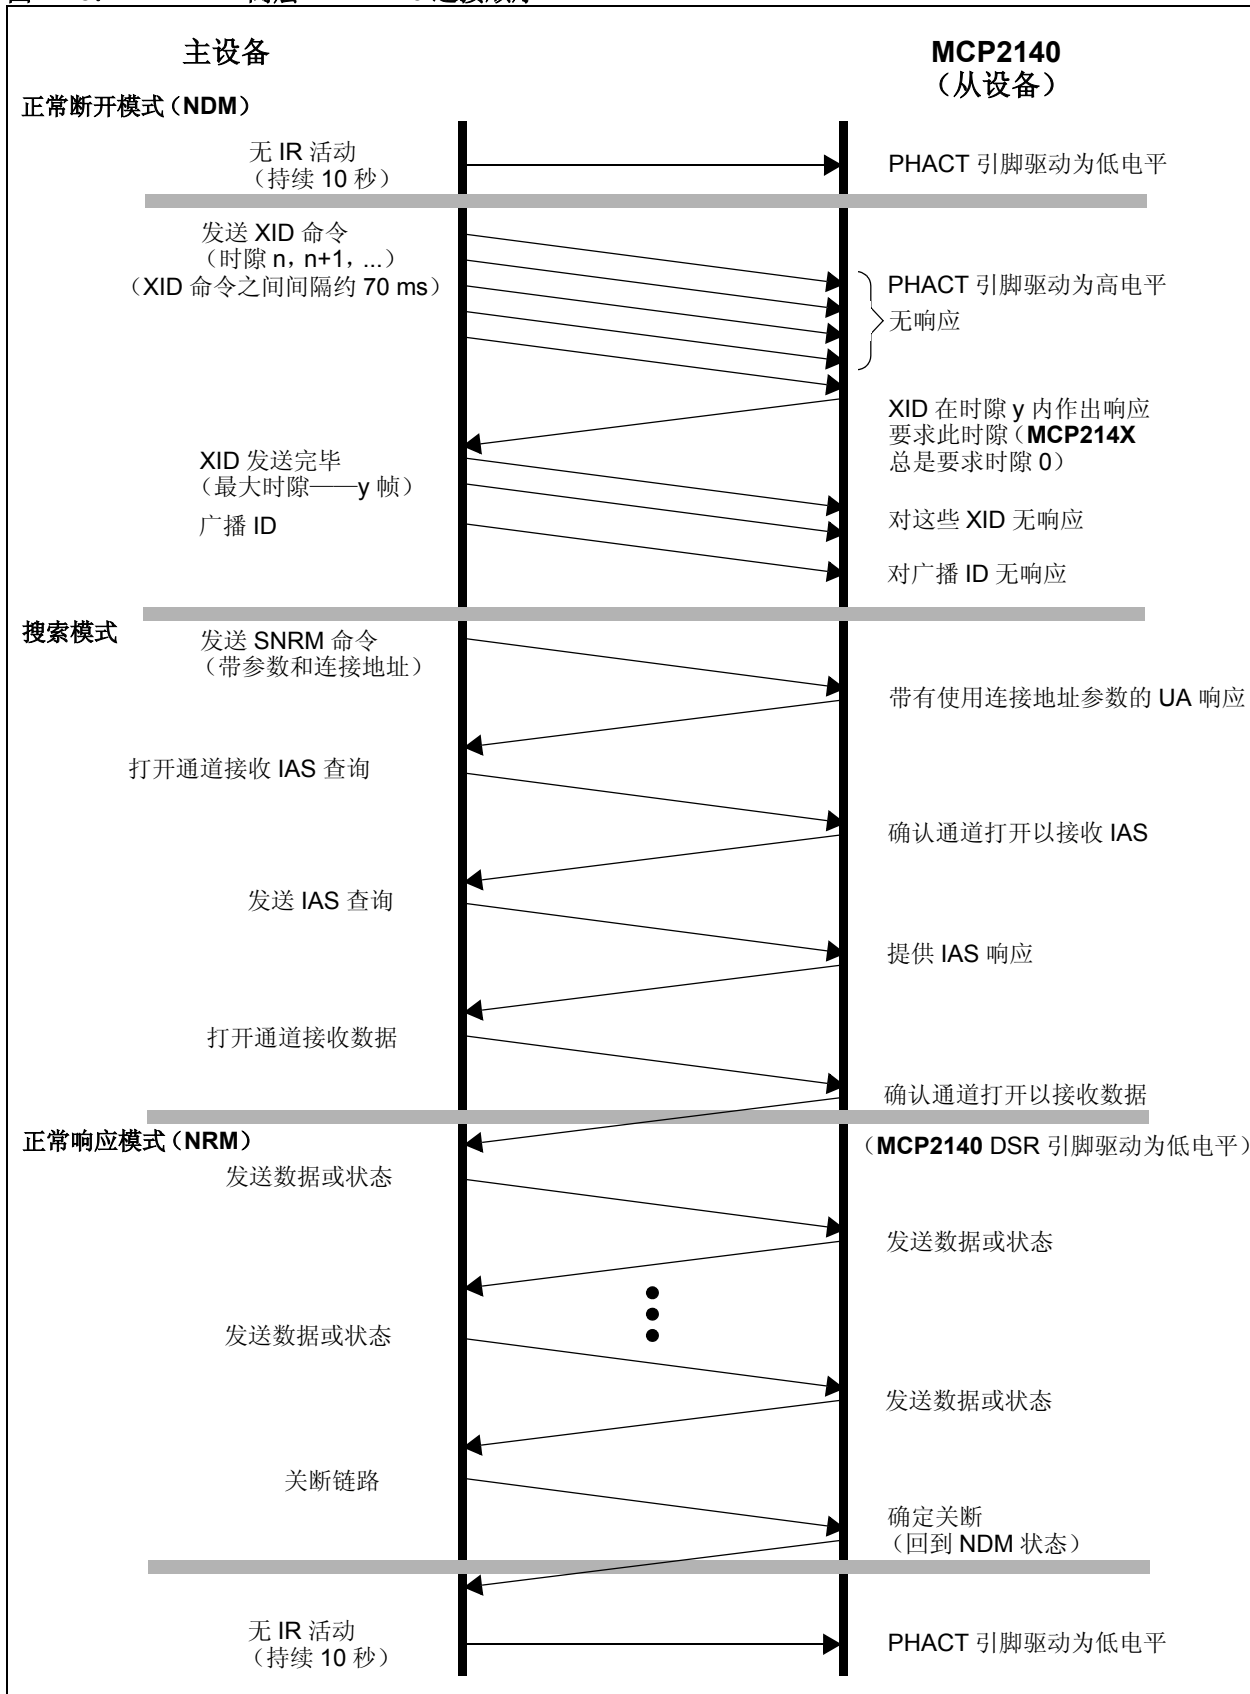 主设备
MCP2140
（从设备）
正常断开模式（NDM）
无 IR 活动
（持续 10 秒）
PHACT 引脚驱动为低电平
发送 XID 命令
（时隙 n，n+1，...）
（XID 命令之间间隔约 70 ms）
PHACT 引脚驱动为高电平
无响应
XID 在时隙 y 内作出响应
要求此时隙（MCP214X
总是要求时隙 0）
XID 发送完毕
（最大时隙——y 帧）
广播 ID
对这些 XID 无响应
对广播 ID 无响应
搜索模式
发送 SNRM 命令
（带参数和连接地址）
带有使用连接地址参数的 UA 响应
打开通道接收 IAS 查询
确认通道打开以接收 IAS
发送 IAS 查询
提供 IAS 响应
打开通道接收数据
确认通道打开以接收数据
正常响应模式（NRM）
（MCP2140 DSR 引脚驱动为低电平）
发送数据或状态
发送数据或状态
发送数据或状态
发送数据或状态
关断链路
确定关断
（回到 NDM 状态）
无 IR 活动
（持续 10 秒）
PHACT 引脚驱动为低电平